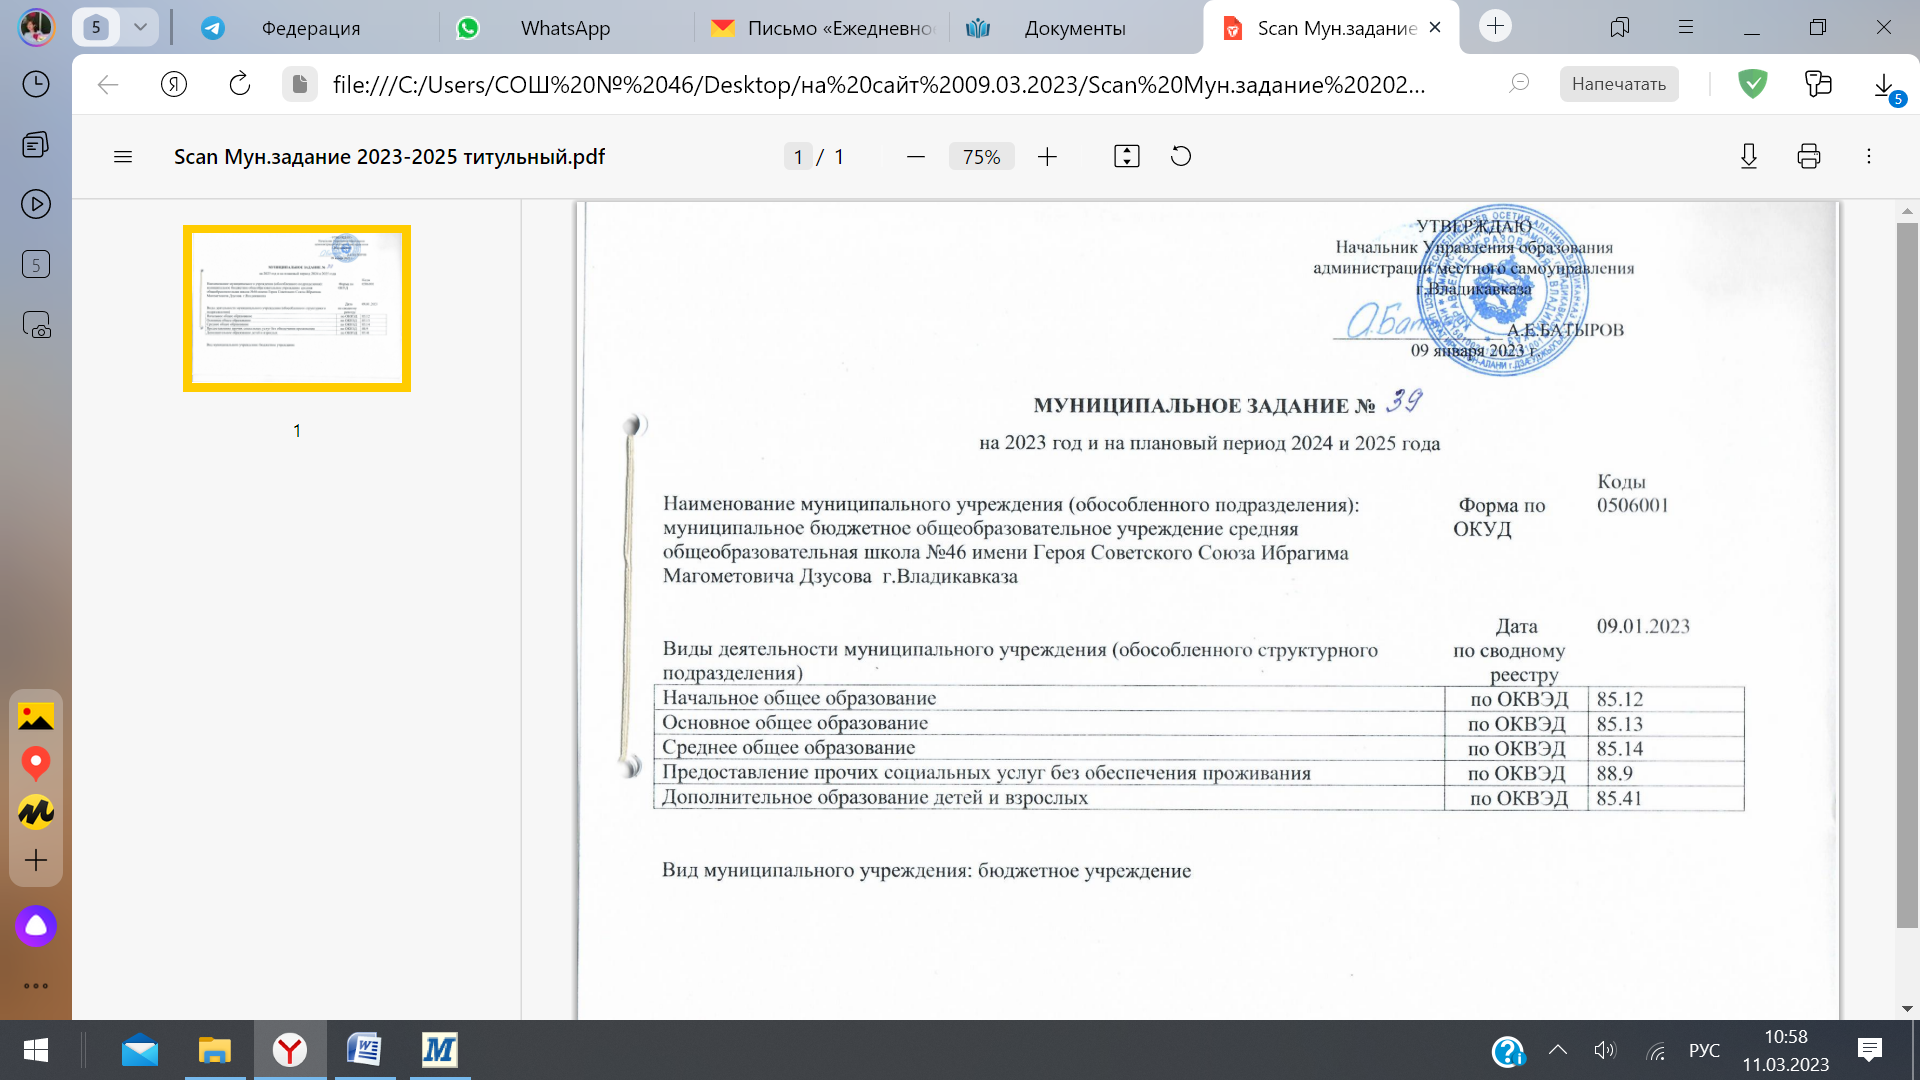 5
Федерация
WhatsApp
Письмо «Ежедневно
Документы
Scan Мун.задание
file:///C:/Users/СОШ%20№%2046/Desktop/на%20сайт%2009.03.2023/Scan%20Мун.задание%20202...
Напечатать
5
Scan Мун.задание 2023-2025 титульный.pdf
1 / 1
75%
5
1
УТВЕРЖДАЮ
Начальник Управления образования
администрации местного самоуправления
г.Владикавказа
А.Е.БАТЫРОВ
09 января 2023 г.
МУНИЦИПАЛЬНОЕ ЗАДАНИЕ № 39
на 2023 год и на плановый период 2024 и 2025 года
Коды
Наименование муниципального учреждения (обособленного подразделения): Форма по 0506001
муниципальное бюджетное общеобразовательное учреждение средняя ОКУД
общеобразовательная школа №46 имени Героя Советского Союза Ибрагима
Магометовича Дзусова г.Владикавказа
Дата 09.01.2023
Виды деятельности муниципального учреждения (обособленного структурного по сводному
подразделения) реестру
Начальное общее образование по ОКВЭД 85.12
Основное общее образование по ОКВЭД 85.13
Среднее общее образование по ОКВЭД 85.14
Предоставление прочих социальных услуг без обеспечения проживания по ОКВЭД 88.9
Дополнительное образование детей и взрослых по ОКВЭД 85.41
Вид муниципального учреждения: бюджетное учреждение
РУС
10:58
11.03.2023